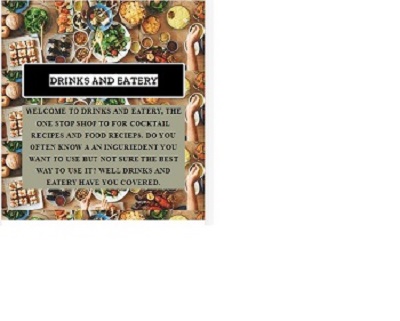 DRINKS AND EATERY
WELCOME TO DRINKS AND EATERY, THE
ONE STOP SHOP TO FOR COCKTAIL
RECIPES AND FOOD RECIEPS. DO YOU
OFTEN KNOW A AN INGURIEDENT YOU
WANT TO USE BUT NOT SURE THE BEST
WAY TO USE IT? WELL DRINKS AND
EATERY HAVE YOU COVERED.